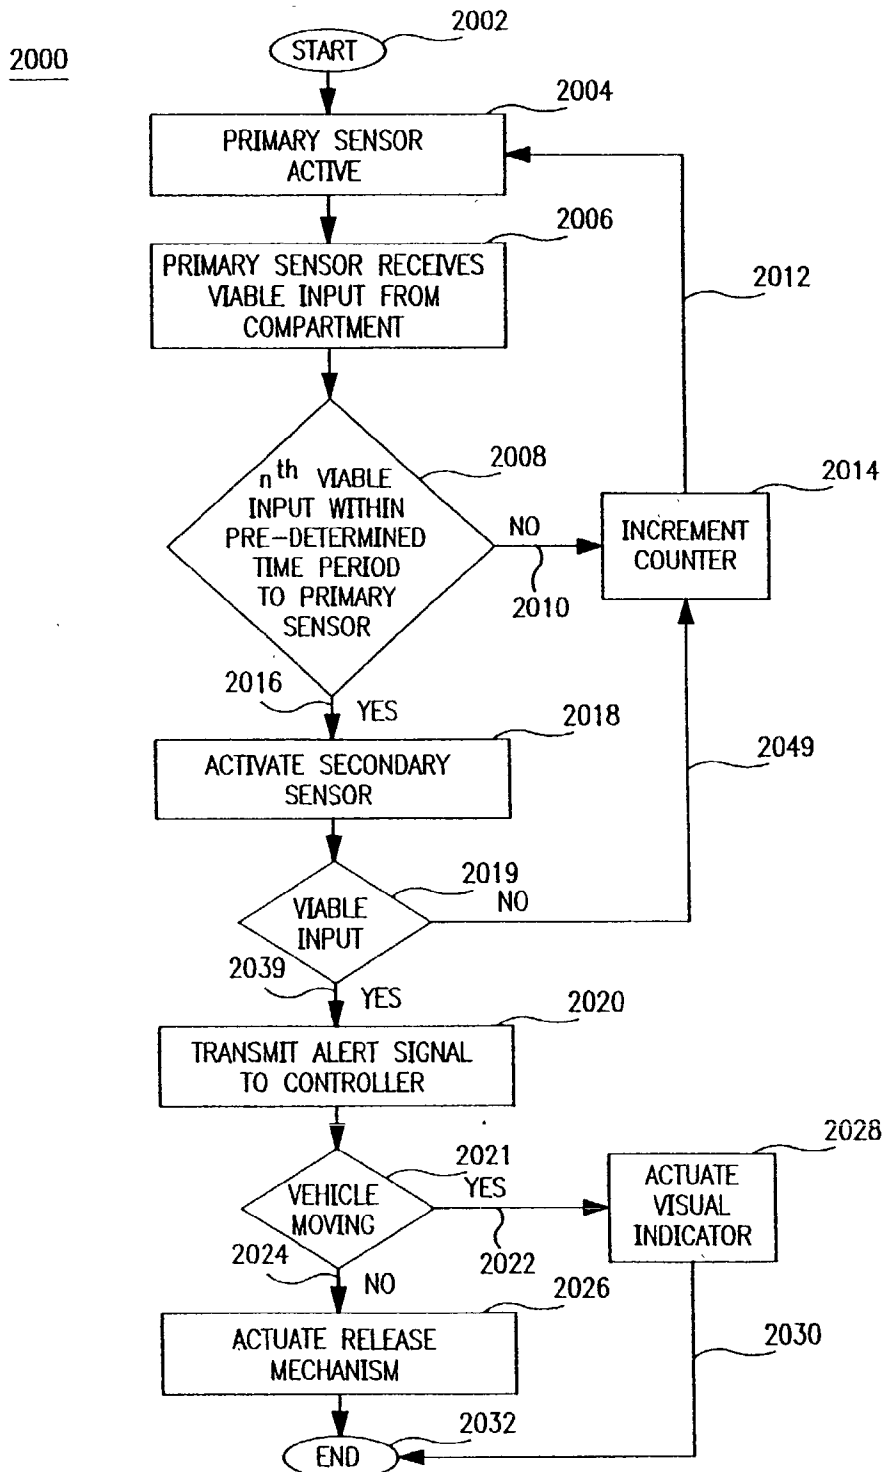 2000
START
2002
2004
PRIMARY SENSOR
ACTIVE
2006
PRIMARY SENSOR RECEIVES
VIABLE INPUT FROM
COMPARTMENT
2012
2008
nth VIABLE
INPUT WITHIN
PRE-DETERMINED
TIME PERIOD
TO PRIMARY
SENSOR
NO
2010
2014
INCREMENT
COUNTER
2016
YES
2018
ACTIVATE SECONDARY
SENSOR
2049
2019
VIABLE
INPUT
NO
2039
YES
2020
TRANSMIT ALERT SIGNAL
TO CONTROLLER
2021
VEHICLE
MOVING
YES
2022
2028
ACTUATE
VISUAL
INDICATOR
2024
NO
2026
ACTUATE RELEASE
MECHANISM
2030
2032
END